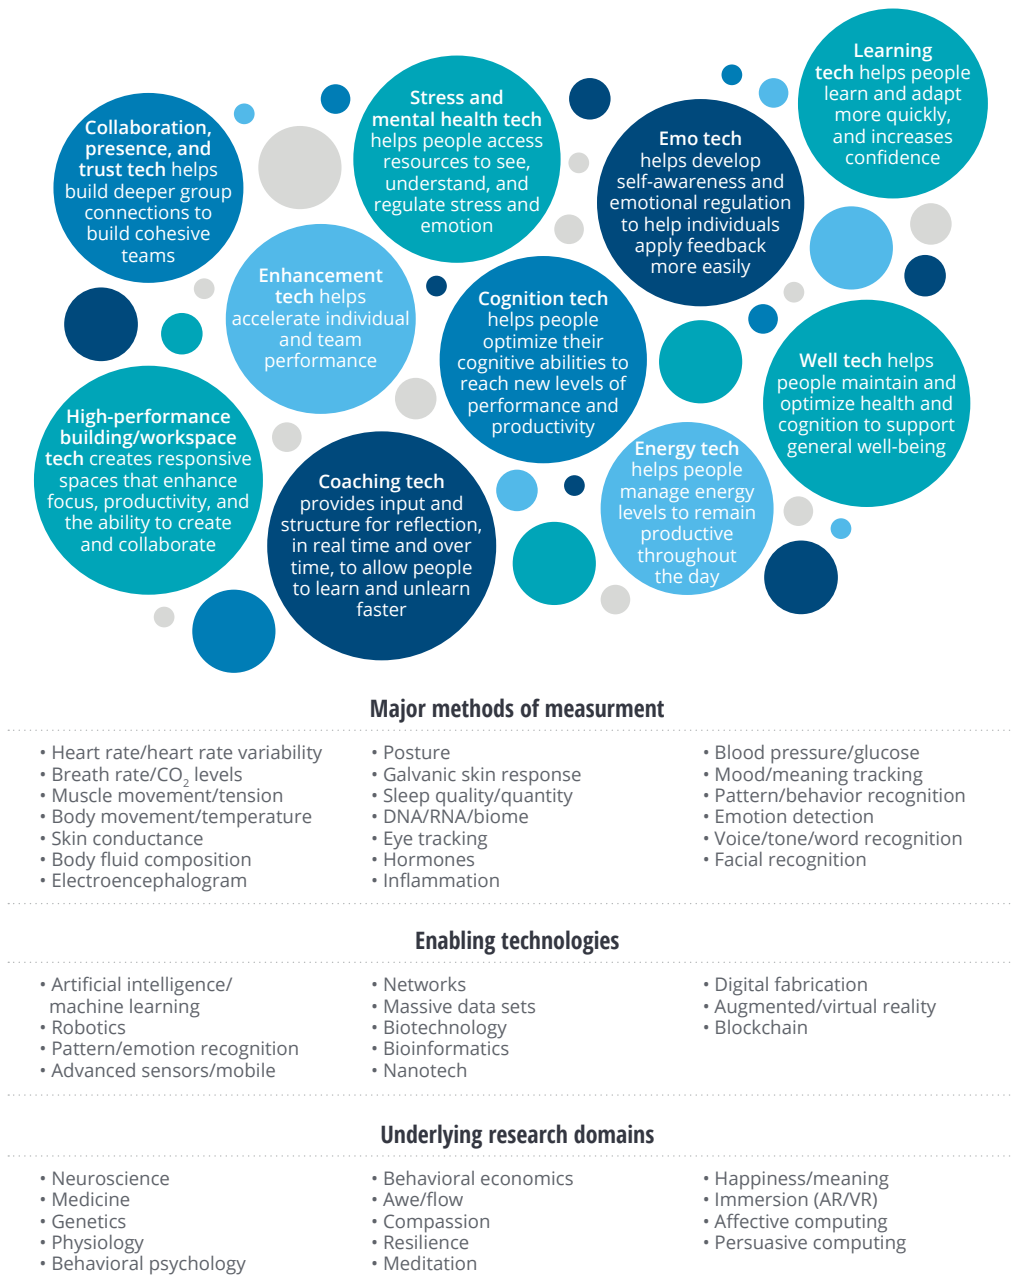 Learning
tech helps people
learn and adapt
more quickly,
and increases
confidence
Stress and
mental health tech
helps people access
resources to see,
understand, and
regulate stress and
emotion
Collaboration,
presence, and
trust tech helps
build deeper group
connections to
build cohesive
teams
Emo tech
helps develop
self-awareness and
emotional regulation
to help individuals
apply feedback
more easily
Enhancement
tech helps
accelerate individual
and team
performance
Cognition tech
helps people
optimize their
cognitive abilities to
reach new levels of
performance and
productivity
Well tech helps
people maintain and
optimize health and
cognition to support
general well-being
High-performance
building/workspace
tech creates responsive
spaces that enhance
focus, productivity, and
the ability to create
and collaborate
Coaching tech
provides input and
structure for reflection,
in real time and over
time, to allow people
to learn and unlearn
faster
Energy tech
helps people
manage energy
levels to remain
productive
throughout
the day
Major methods of measurment
• Heart rate/heart rate variability
• Breath rate/CO₂ levels
• Muscle movement/tension
• Body movement/temperature
• Skin conductance
• Body fluid composition
• Electroencephalogram
• Posture
• Galvanic skin response
• Sleep quality/quantity
• DNA/RNA/biome
• Eye tracking
• Hormones
• Inflammation
• Blood pressure/glucose
• Mood/meaning tracking
• Pattern/behavior recognition
• Emotion detection
• Voice/tone/word recognition
• Facial recognition
Enabling technologies
• Artificial intelligence/
machine learning
• Robotics
• Pattern/emotion recognition
• Advanced sensors/mobile
• Networks
• Massive data sets
• Biotechnology
• Bioinformatics
• Nanotech
• Digital fabrication
• Augmented/virtual reality
• Blockchain
Underlying research domains
• Neuroscience
• Medicine
• Genetics
• Physiology
• Behavioral psychology
• Behavioral economics
• Awe/flow
• Compassion
• Resilience
• Meditation
• Happiness/meaning
• Immersion (AR/VR)
• Affective computing
• Persuasive computing